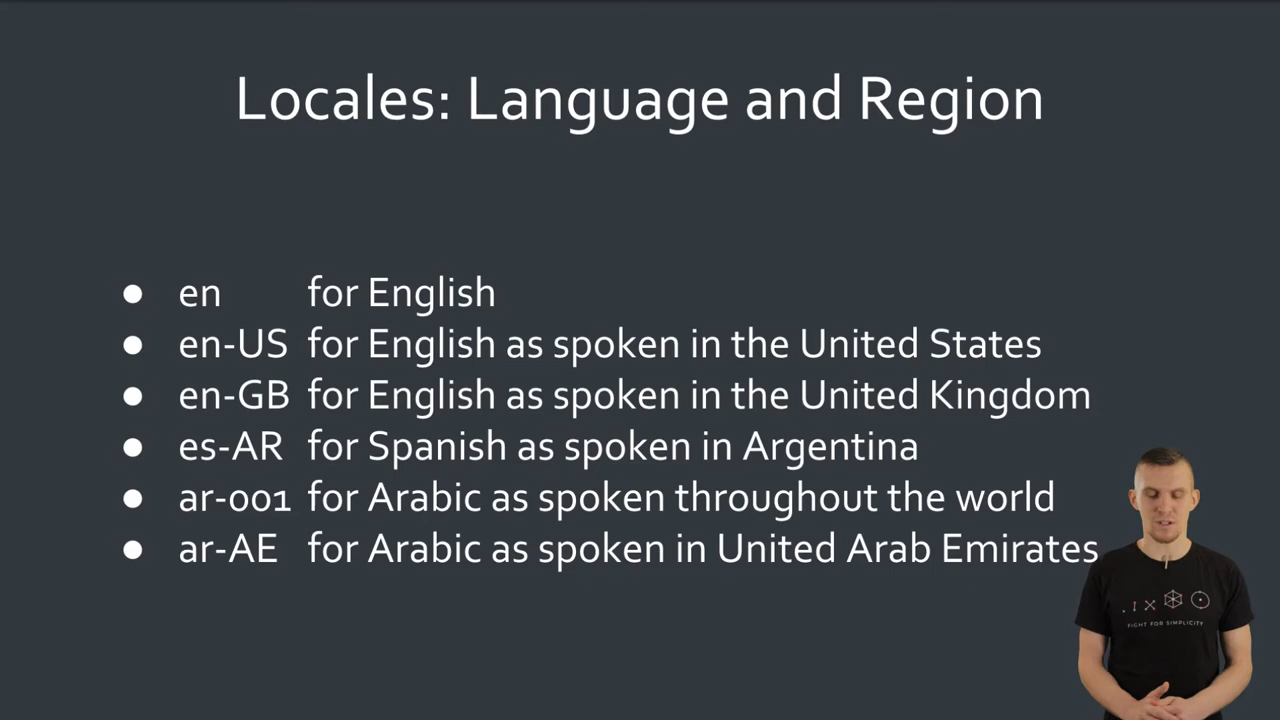 Locales: Language and Region
● en for English
● en-US for English as spoken in the United States
● en-GB for English as spoken in the United Kingdom
● es-AR for Spanish as spoken in Argentina
● ar-001 for Arabic as spoken throughout the world
● ar-AE for Arabic as spoken in United Arab Emirates
FIGHT FOR SIMPLICITY